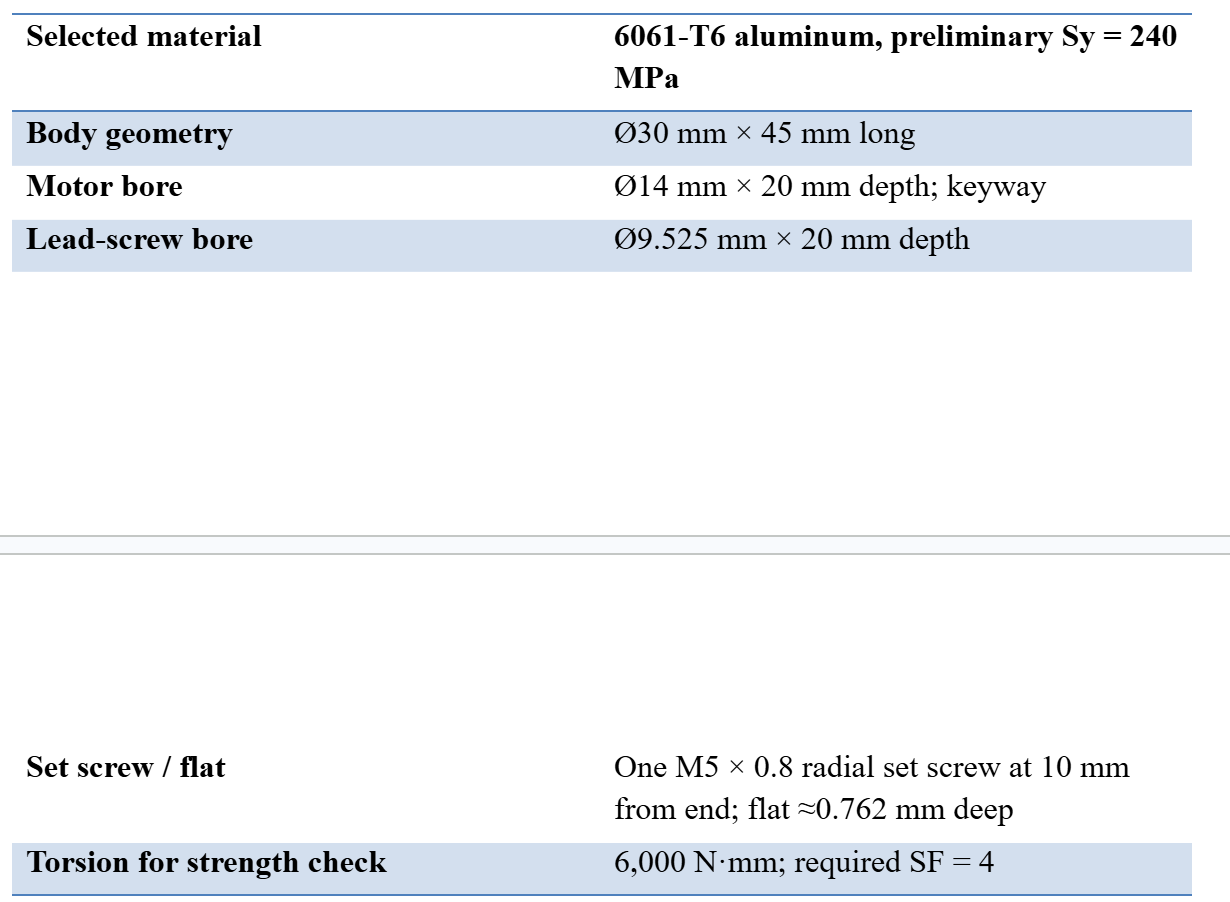 Selected material
6061-T6 aluminum, preliminary Sy = 240
MPa
Body geometry
Ø30 mm × 45 mm long
Motor bore
Ø14 mm × 20 mm depth; keyway
Lead-screw bore
Ø9.525 mm × 20 mm depth
Set screw / flat
One M5 × 0.8 radial set screw at 10 mm
from end; flat ≈0.762 mm deep
Torsion for strength check
6,000 N·mm; required SF = 4